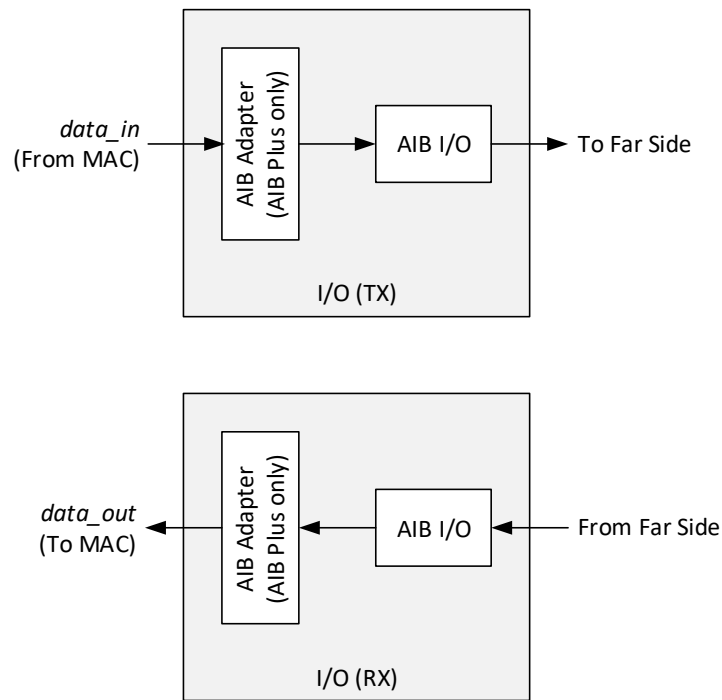 AIB Adapter
(AIB Plus only)
data_in
(From MAC)
AIB I/O
To Far Side
I/O (TX)
AIB Adapter
(AIB Plus only)
data_out
(To MAC)
AIB I/O
From Far Side
I/O (RX)